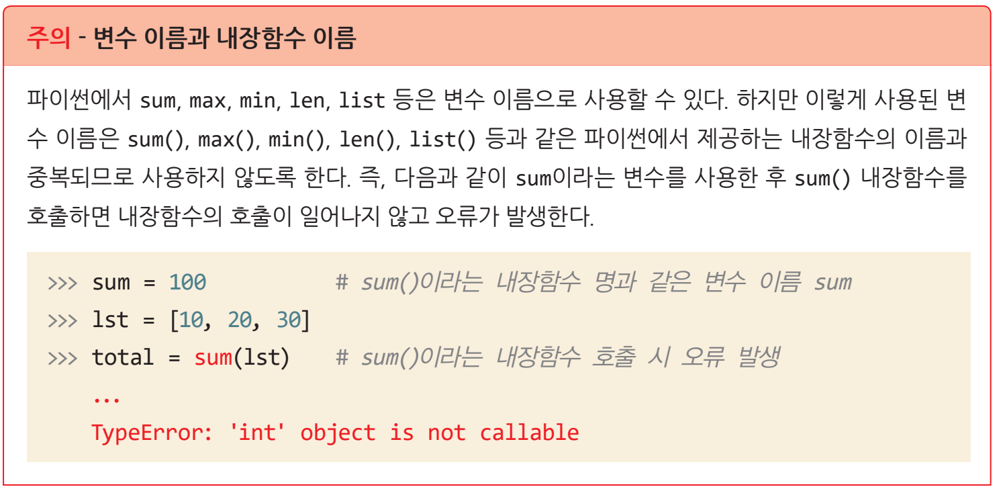 주의 - 변수 이름과 내장함수 이름
파이썬에서 sum, max, min, len, list 등은 변수 이름으로 사용할 수 있다. 하지만 이렇게 사용된 변
수 이름은 sum(), max(), min(), len(), list() 등과 같은 파이썬에서 제공하는 내장함수의 이름과
중복되므로 사용하지 않도록 한다. 즉, 다음과 같이 sum이라는 변수를 사용한 후 sum() 내장함수를
호출하면 내장함수의 호출이 일어나지 않고 오류가 발생한다.
>>> sum = 100 # sum()이라는 내장함수 명과 같은 변수 이름 sum
>>> lst = [10, 20, 30]
>>> total = sum(lst) # sum()이라는 내장함수 호출 시 오류 발생
...
TypeError: 'int' object is not callable